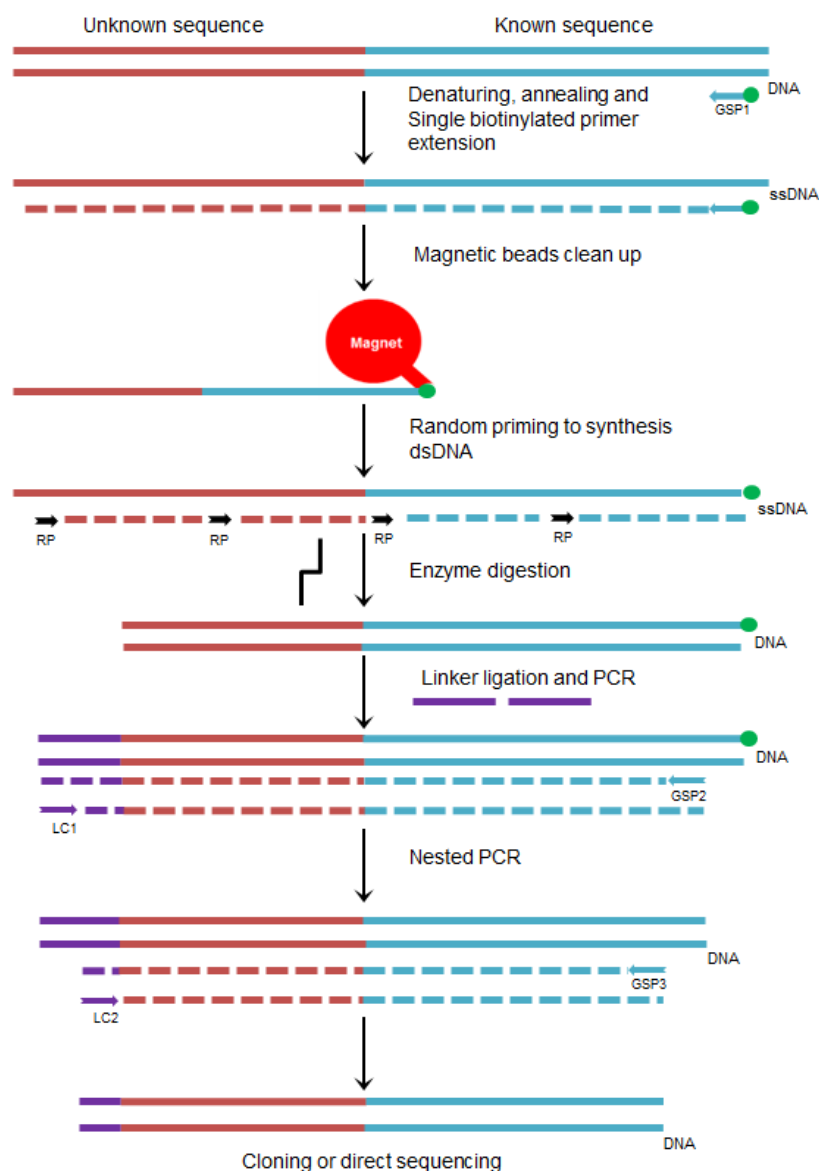 Unknown sequence
Known sequence
DNA
GSP1
Denaturing, annealing and
Single biotinylated primer
extension
ssDNA
Magnetic beads clean up
Magnet
Random priming to synthesis
dsDNA
ssDNA
RP
RP
RP
RP
Enzyme digestion
DNA
Linker ligation and PCR
DNA
GSP2
LC1
Nested PCR
DNA
GSP3
LC2
DNA
Cloning or direct sequencing